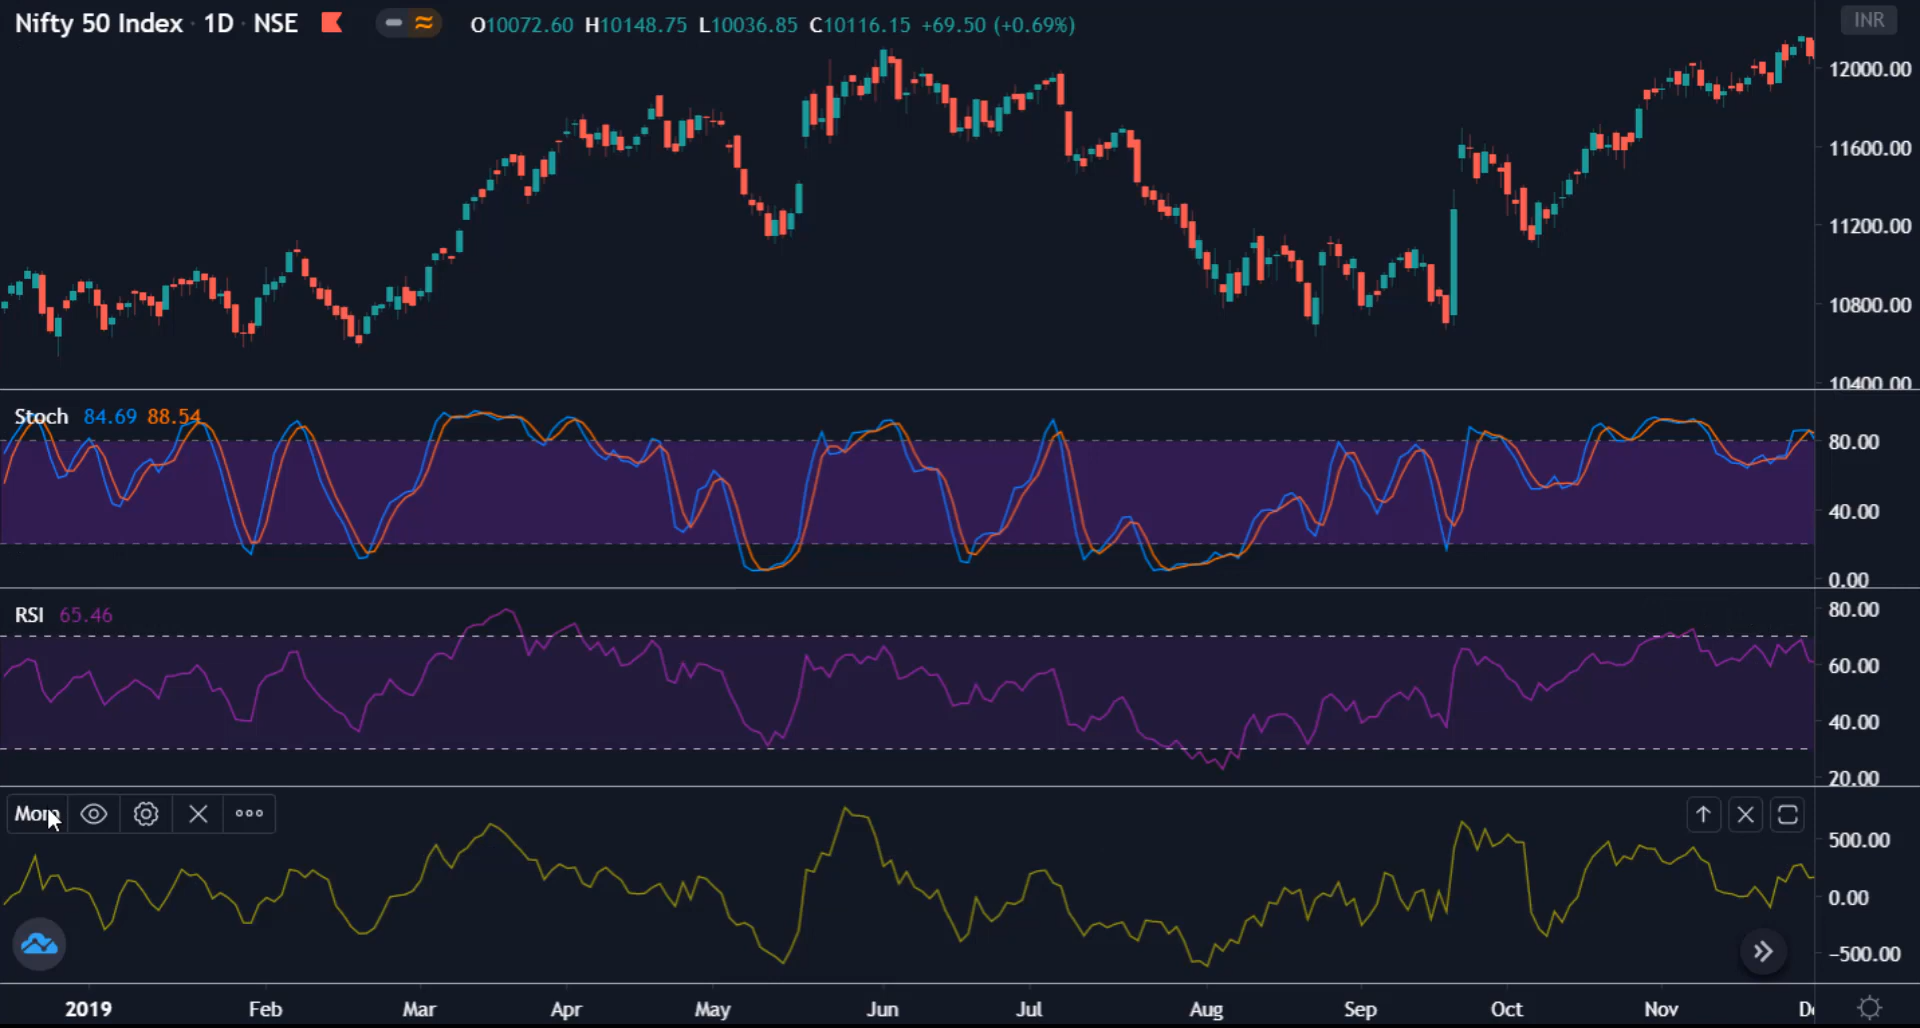 Nifty 50 Index · 1D · NSE
O10072.60 H10148.75 L10036.85 C10116.15 +69.50 (+0.69%)
INR
12000.00
11600.00
11200.00
10800.00
10400.00
Stoch 84.69 88.54
80.00
40.00
0.00
RSI 65.46
80.00
60.00
40.00
20.00
Mom
500.00
0.00
−500.00
2019 Feb Mar Apr May Jun Jul Aug Sep Oct Nov De